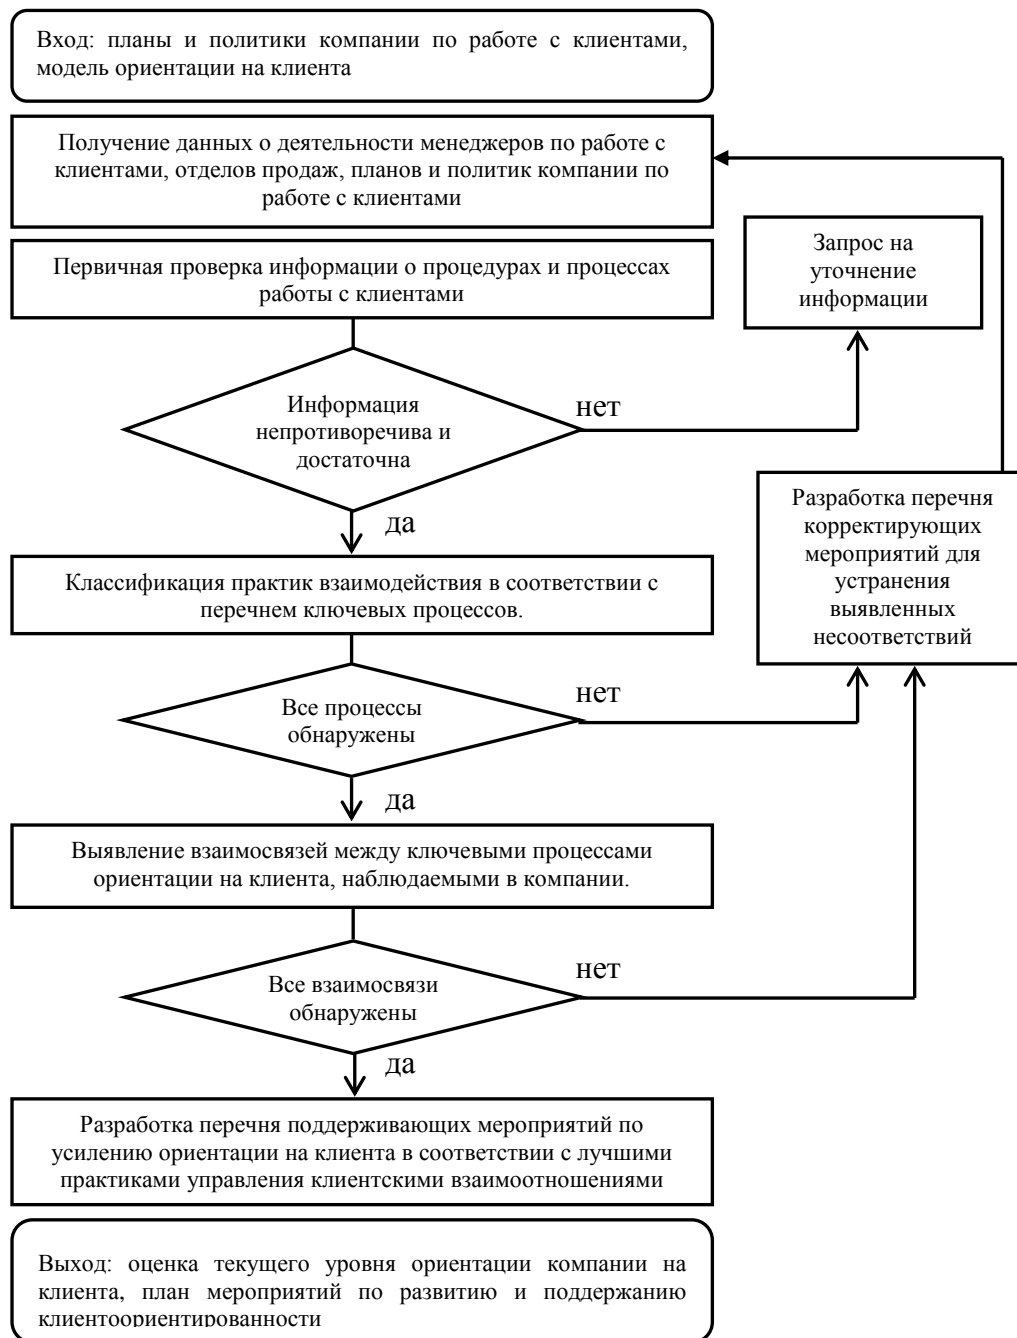 Вход: планы и политики компании по работе с клиентами,
модель ориентации на клиента
Получение данных о деятельности менеджеров по работе с
клиентами, отделов продаж, планов и политик компании по
работе с клиентами
Запрос на
уточнение
информации
Первичная проверка информации о процедурах и процессах
работы с клиентами
Информация
непротиворечива и
достаточна
нет
да
Разработка перечня
корректирующих
мероприятий для
устранения
выявленных
несоответствий
Классификация практик взаимодействия в соответствии с
перечнем ключевых процессов.
Все процессы
обнаружены
нет
да
Выявление взаимосвязей между ключевыми процессами
ориентации на клиента, наблюдаемыми в компании.
Все взаимосвязи
обнаружены
нет
да
Разработка перечня поддерживающих мероприятий по
усилению ориентации на клиента в соответствии с лучшими
практиками управления клиентскими взаимоотношениями
Выход: оценка текущего уровня ориентации компании на
клиента, план мероприятий по развитию и поддержанию
клиентоориентированности